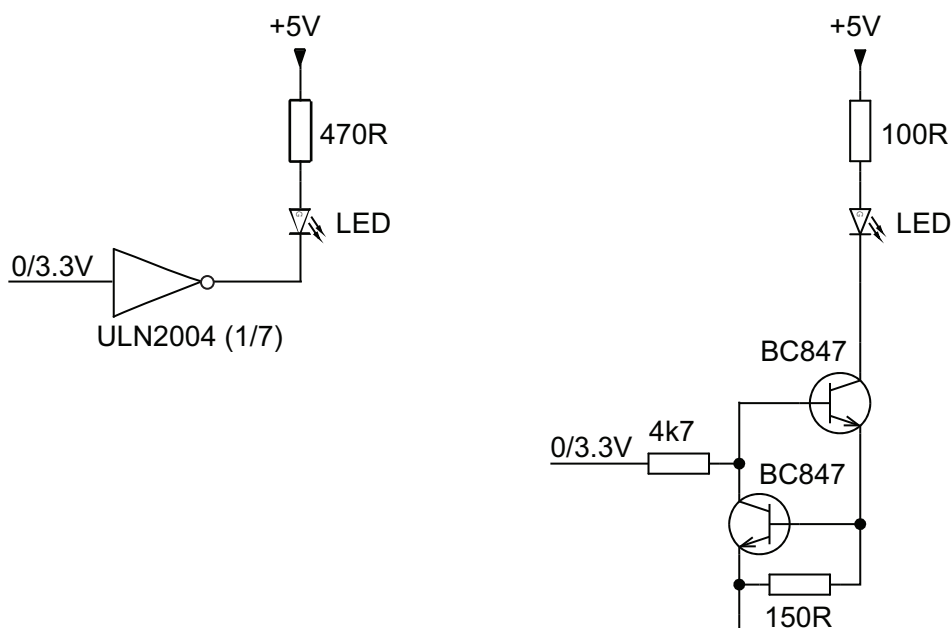 +5V
470R
LED
0/3.3V
ULN2004 (1/7)
+5V
100R
LED
BC847
0/3.3V
4k7
BC847
150R